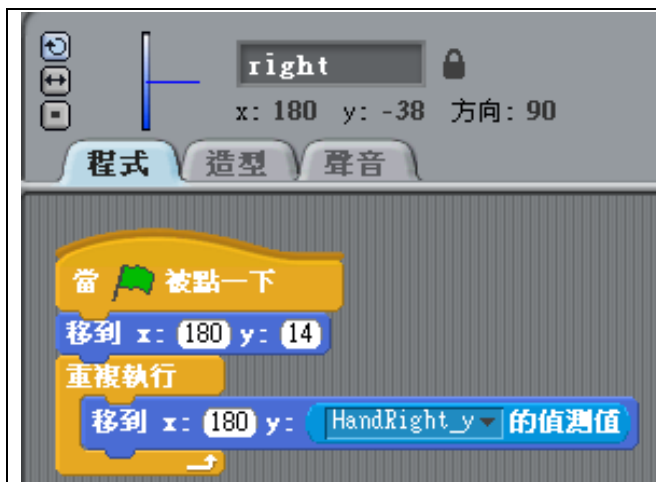 right
x: 180 y: -38 方向: 90
程式 造型 聲音
當 被點一下
移到 x: 180 y: 14
重複執行
移到 x: 180 y: HandRight_y 的偵測值